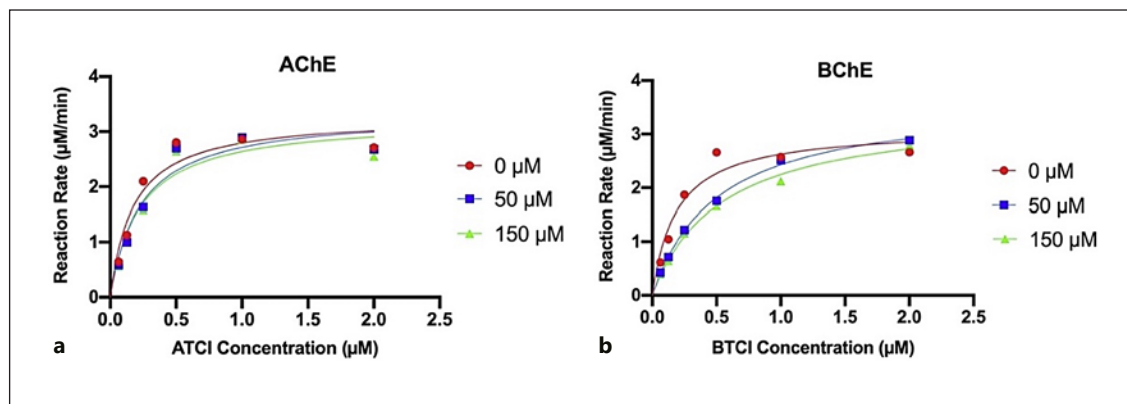 AChE
4
3
2
1
0
0.0 0.5 1.0 1.5 2.0 2.5
Reaction Rate (µM/min)
ATCI Concentration (µM)
0 µM
50 µM
150 µM
a
BChE
4
3
2
1
0
0.0 0.5 1.0 1.5 2.0 2.5
Reaction Rate (µM/min)
BTCI Concentration (µM)
0 µM
50 µM
150 µM
b